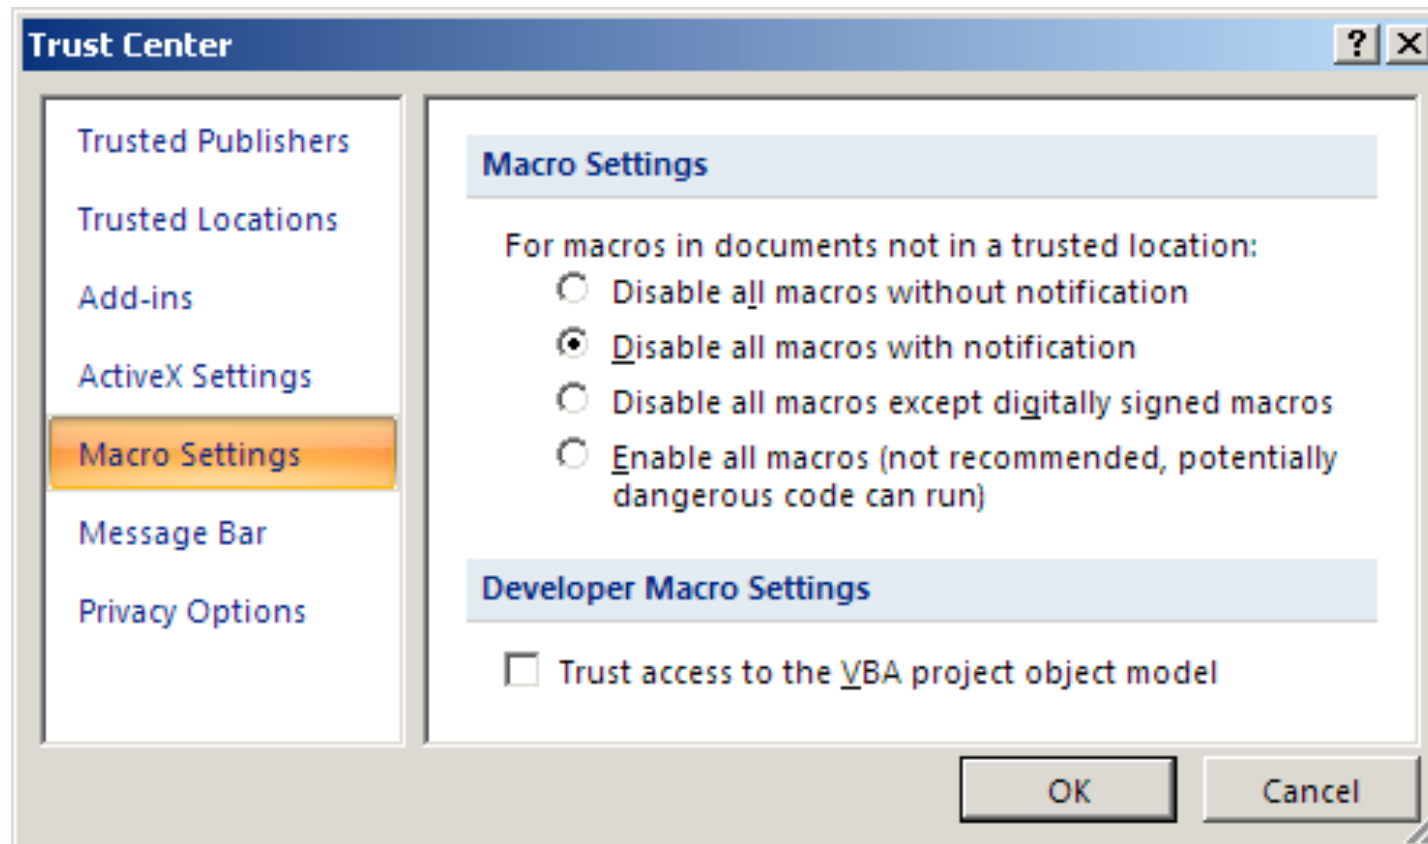 Trust Center
Trusted Publishers
Trusted Locations
Add-ins
ActiveX Settings
Macro Settings
Message Bar
Privacy Options
Macro Settings
For macros in documents not in a trusted location:
Disable all macros without notification
Disable all macros with notification
Disable all macros except digitally signed macros
Enable all macros (not recommended, potentially
dangerous code can run)
Developer Macro Settings
Trust access to the VBA project object model
OK
Cancel